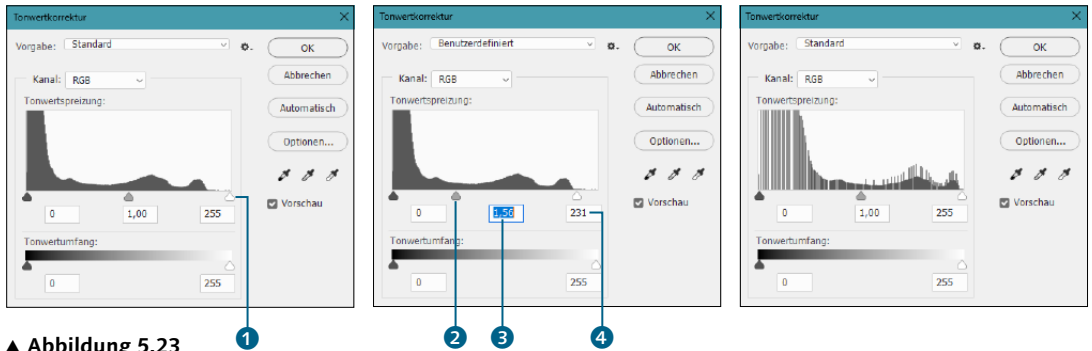 Tonwertkorrektur
Vorgabe: Standard
OK
Kanal: RGB
Abbrechen
Tonwertspreizung:
Automatisch
Optionen...
0 1,00 255
Vorschau
Tonwertumfang:
0 255
1
Tonwertkorrektur
Vorgabe: Benutzerdefiniert
OK
Kanal: RGB
Abbrechen
Tonwertspreizung:
Automatisch
Optionen...
0 1,56 231
Vorschau
Tonwertumfang:
0 255
2 3 4
Tonwertkorrektur
Vorgabe: Standard
OK
Kanal: RGB
Abbrechen
Tonwertspreizung:
Automatisch
Optionen...
0 1,00 255
Vorschau
Tonwertumfang:
0 255
▲ Abbildung 5.23